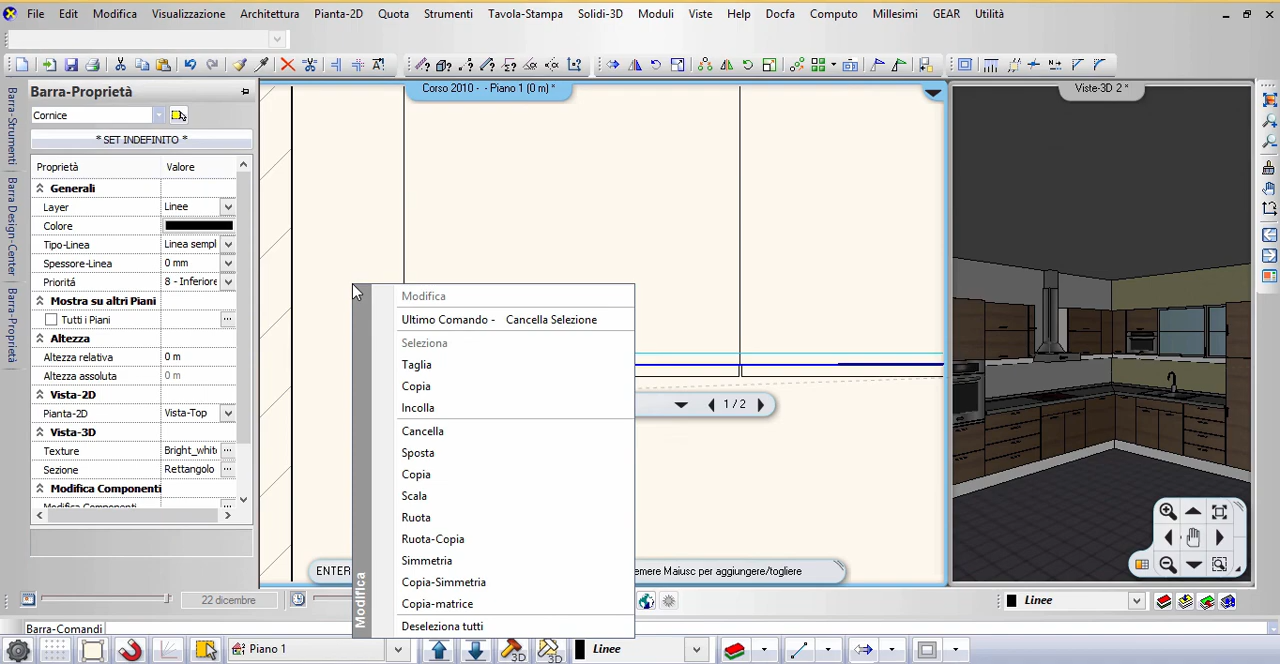 File Edit Modifica Visualizzazione Architettura Pianta-2D Quota Strumenti Tavola-Stampa Solidi-3D Moduli Viste Help Docfa Computo Millesimi GEAR Utilità
Barra-Proprietà
Corso 2010 - - Piano 1 (0 m) *
Viste-3D 2 *
Cornice
* SET INDEFINITO *
Proprietà Valore
Generali
Layer Linee
Colore
Tipo-Linea Linea sempl
Spessore-Linea 0 mm
Prioritá 8 - Inferiore
Mostra su altri Piani
Tutti i Piani
Altezza
Altezza relativa 0 m
Altezza assoluta 0 m
Vista-2D
Pianta-2D Vista-Top
Vista-3D
Texture Bright_white
Sezione Rettangolo
Modifica Componenti
Barra-Strumenti
Barra Design-Center
Barra-Proprietà
Modifica
Ultimo Comando - Cancella Selezione
Seleziona
Taglia
Copia
Incolla
Cancella
Sposta
Copia
Scala
Ruota
Ruota-Copia
Simmetria
Copia-Simmetria
Copia-matrice
Deseleziona tutti
Modifica
1 / 2
ENTER
emere Maiusc per aggiungere/togliere
22 dicembre
Linee
Barra-Comandi
Piano 1
3D
3D
Linee